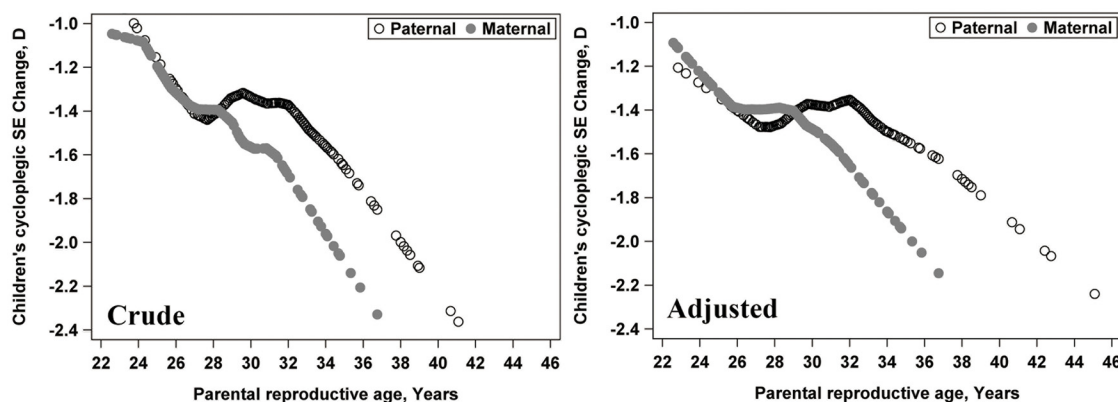 Paternal Maternal
Children's cycloplegic SE Change, D
-1.0
-1.2
-1.4
-1.6
-1.8
-2.0
-2.2
-2.4
Crude
22 24 26 28 30 32 34 36 38 40 42 44 46
Parental reproductive age, Years
Paternal Maternal
Children's cycloplegic SE Change, D
-1.0
-1.2
-1.4
-1.6
-1.8
-2.0
-2.2
-2.4
Adjusted
22 24 26 28 30 32 34 36 38 40 42 44 46
Parental reproductive age, Years